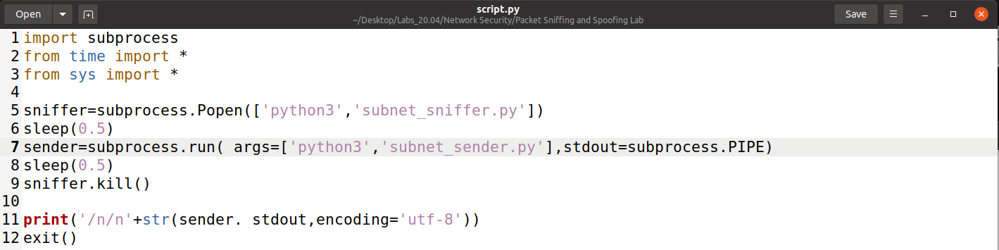 Open script.py Save
~/Desktop/Labs_20.04/Network Security/Packet Sniffing and Spoofing Lab
1 import subprocess
2 from time import *
3 from sys import *
4
5 sniffer=subprocess.Popen(['python3','subnet_sniffer.py'])
6 sleep(0.5)
7 sender=subprocess.run( args=['python3','subnet_sender.py'],stdout=subprocess.PIPE)
8 sleep(0.5)
9 sniffer.kill()
10
11 print('/n/n'+str(sender. stdout,encoding='utf-8'))
12 exit()